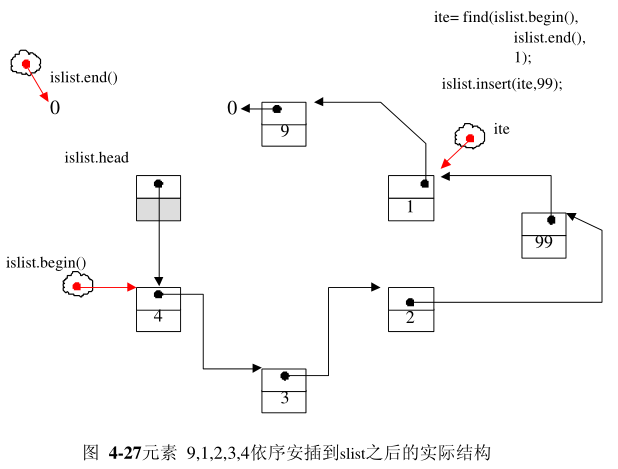 ite= find(islist.begin(),
islist.end(),
1);
islist.insert(ite,99);
islist.end()
0
0
9
ite
islist.head
1
99
islist.begin()
4
2
3
图 4-27元素 9,1,2,3,4依序安插到slist之后的实际结构